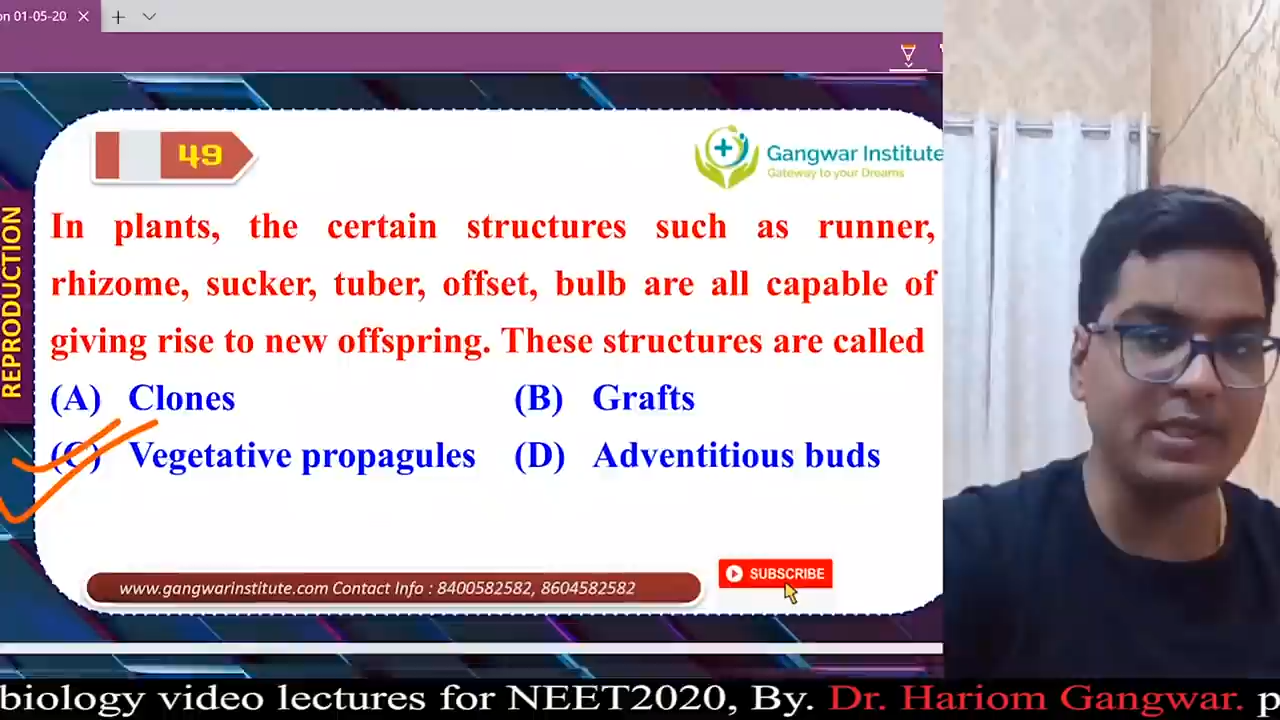 on 01-05-20
49
Gangwar Institute
Gateway to your Dreams
REPRODUCTION
In plants, the certain structures such as runner,
rhizome, sucker, tuber, offset, bulb are all capable of
giving rise to new offspring. These structures are called
(A) Clones (B) Grafts
(C) Vegetative propagules (D) Adventitious buds
www.gangwarinstitute.com Contact Info : 8400582582, 8604582582
SUBSCRIBE
biology video lectures for NEET2020, By. Dr. Hariom Gangwar. p